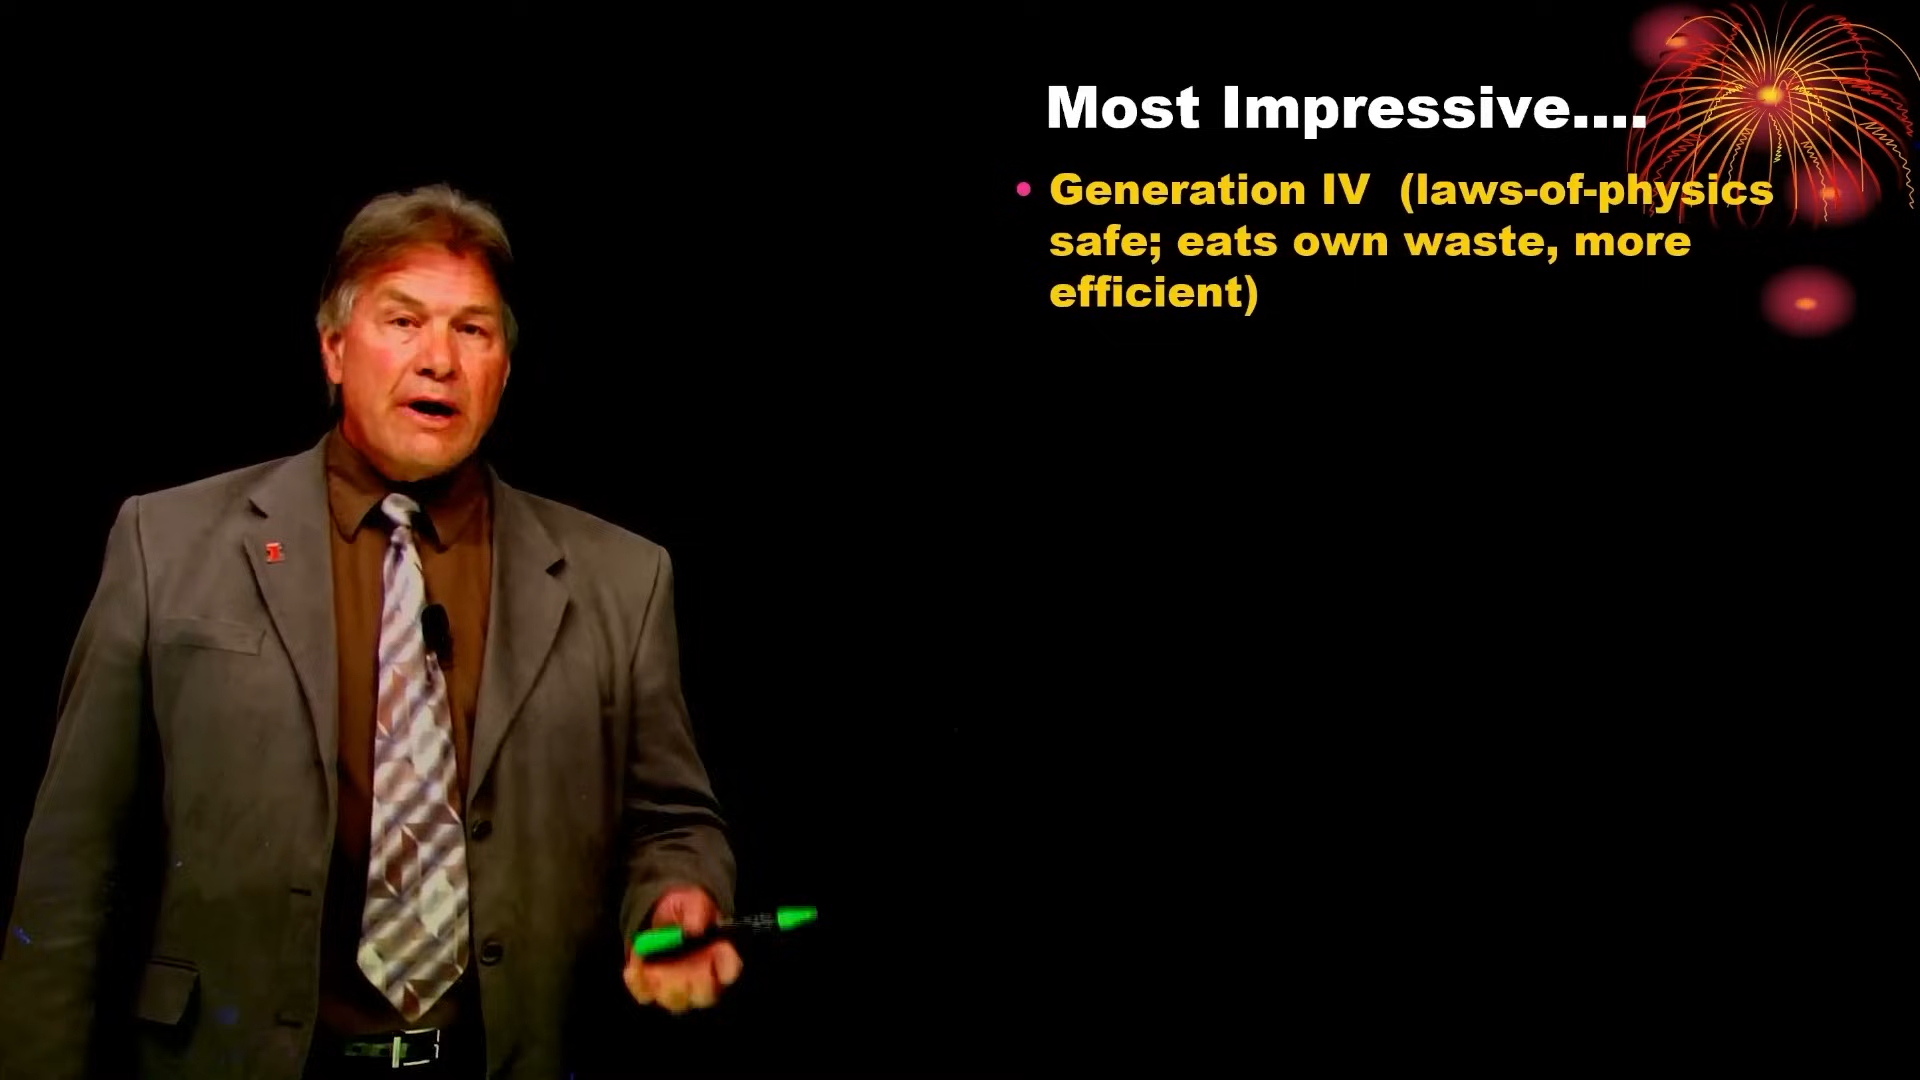 Most Impressive....
• Generation IV (laws-of-physics
safe; eats own waste, more
efficient)